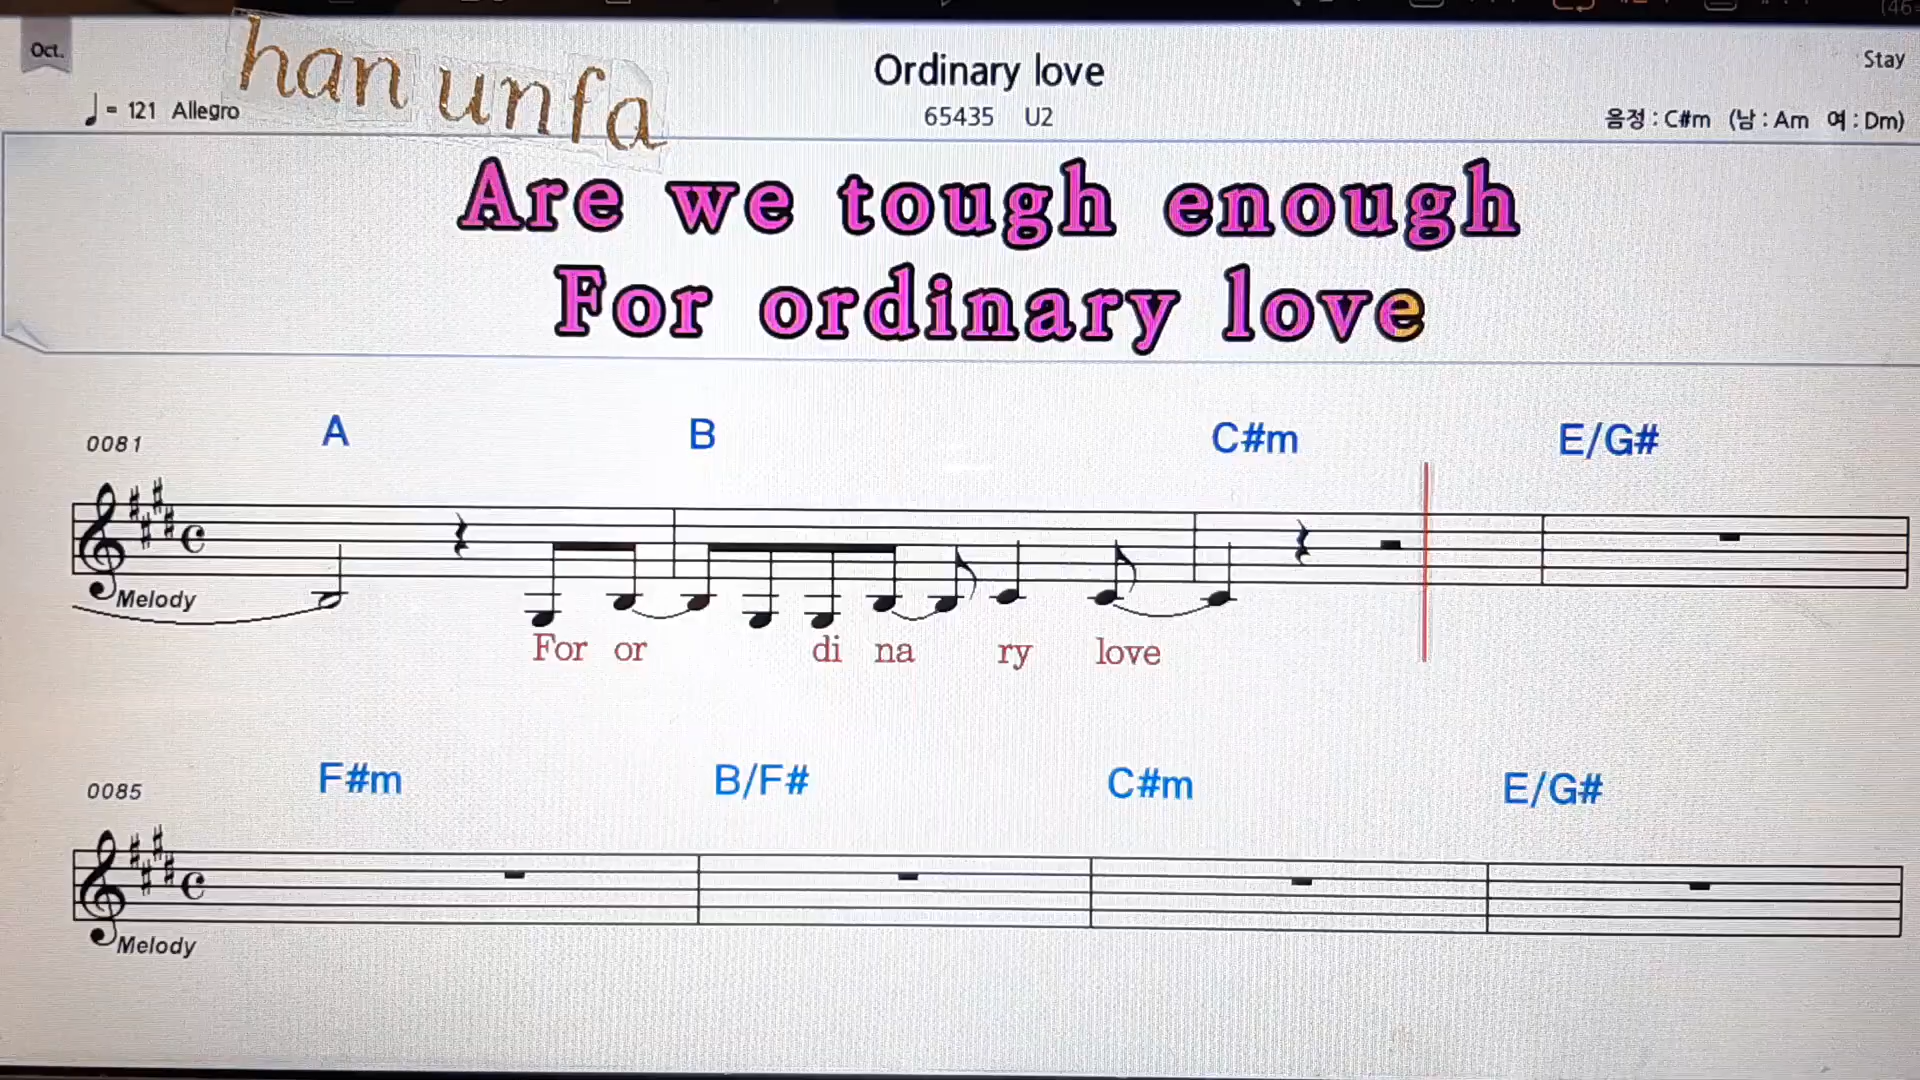 Oct.
han unfa
Ordinary love
Stay
= 121 Allegro
65435 U2
음정 : C#m (남 : Am 여 : Dm)
Are we tough enough
For ordinary love
0081
A B C#m E/G#
Melody
For or di na ry love
0085
F#m B/F# C#m E/G#
Melody